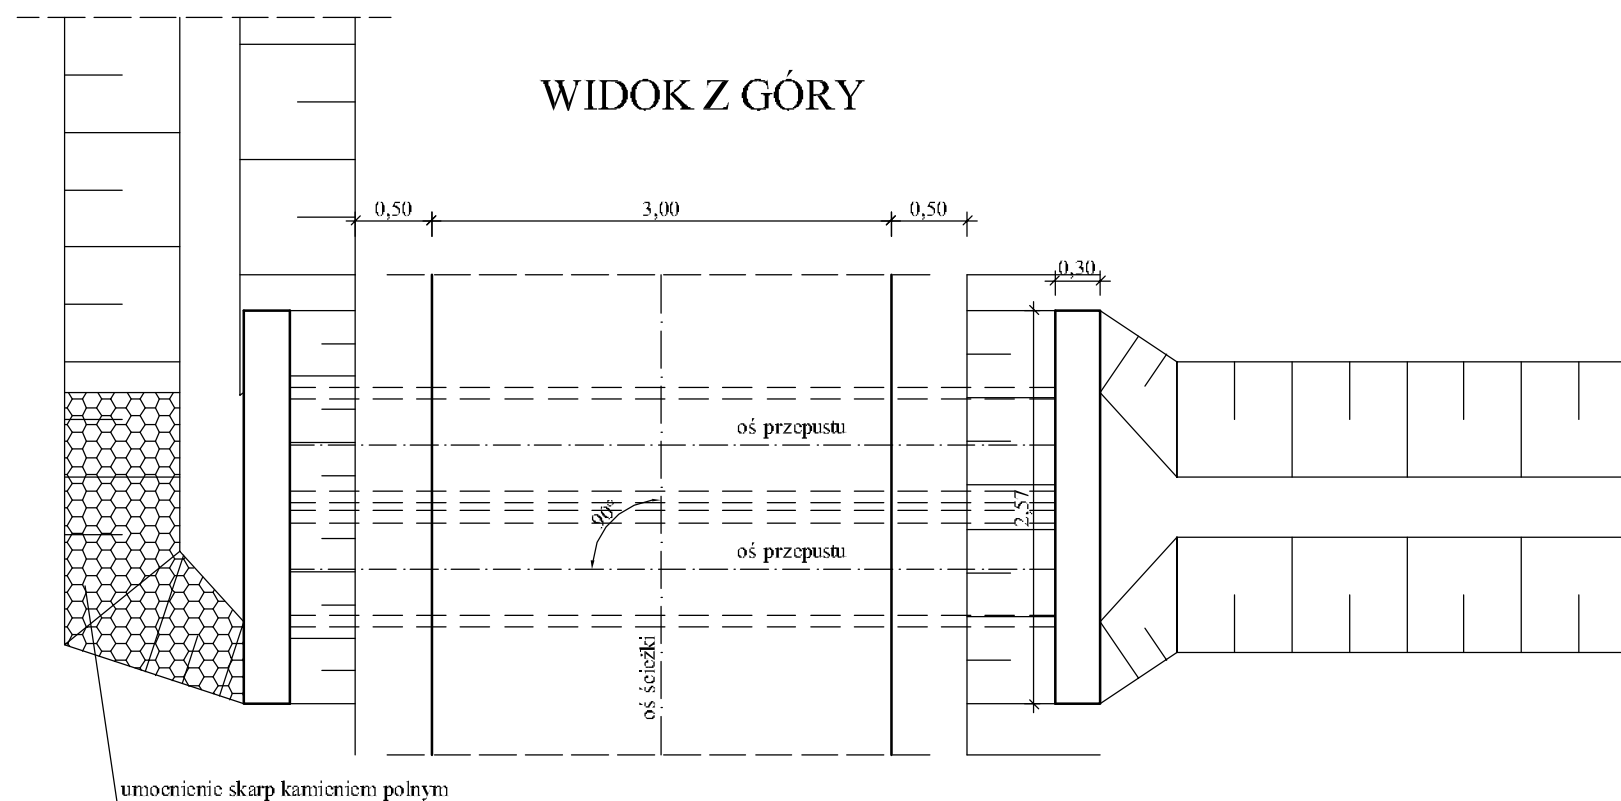 WIDOK Z GÓRY
0,50
3,00
0,50
0,30
oś przepustu
2,57
90°
oś przepustu
oś ścieżki
umocnienie skarp kamieniem polnym